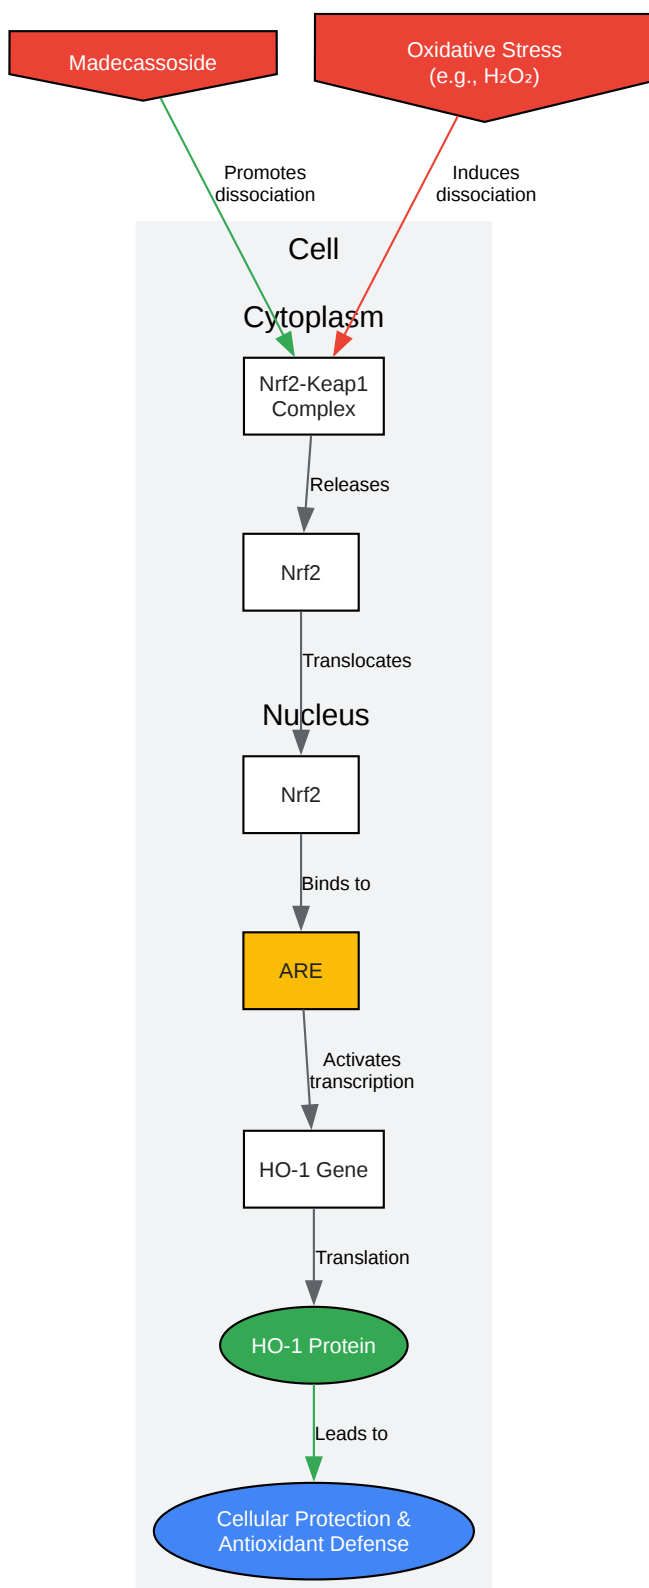 Madecassoside
Oxidative Stress
(e.g., H₂O₂)
Promotes
dissociation
Induces
dissociation
Cell
Cytoplasm
Nrf2-Keap1
Complex
Releases
Nrf2
Translocates
Nucleus
Nrf2
Binds to
ARE
Activates
transcription
HO-1 Gene
Translation
HO-1 Protein
Leads to
Cellular Protection &
Antioxidant Defense